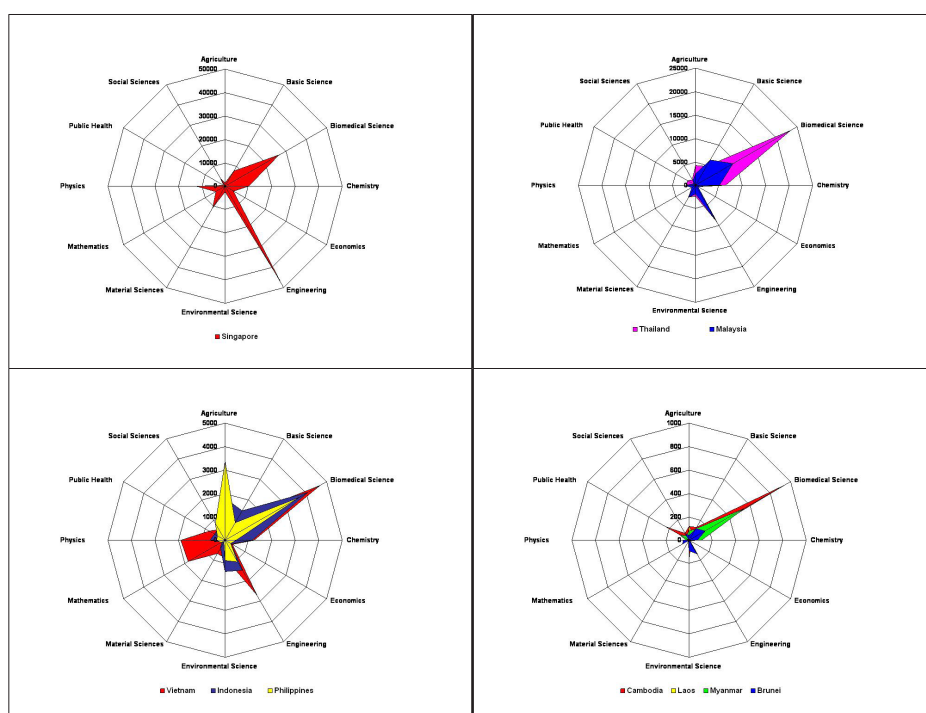 Agriculture
50000
Social Sciences
Basic Science
40000
30000
Public Health
Biomedical Science
20000
10000
Physics
0
Chemistry
Mathematics
Economics
Material Sciences
Engineering
Environmental Science
Singapore
Agriculture
25000
Social Sciences
Basic Science
20000
15000
Public Health
Biomedical Science
10000
5000
Physics
0
Chemistry
Mathematics
Economics
Material Sciences
Engineering
Environmental Science
Thailand Malaysia
Agriculture
5000
Social Sciences
Basic Science
4000
3000
Public Health
Biomedical Science
2000
1000
Physics
0
Chemistry
Mathematics
Economics
Material Sciences
Engineering
Environmental Science
Vietnam Indonesia Philippines
Agriculture
1000
Social Sciences
Basic Science
800
600
Public Health
Biomedical Science
400
200
Physics
0
Chemistry
Mathematics
Economics
Material Sciences
Engineering
Environmental Science
Cambodia Laos Myanmar Brunei